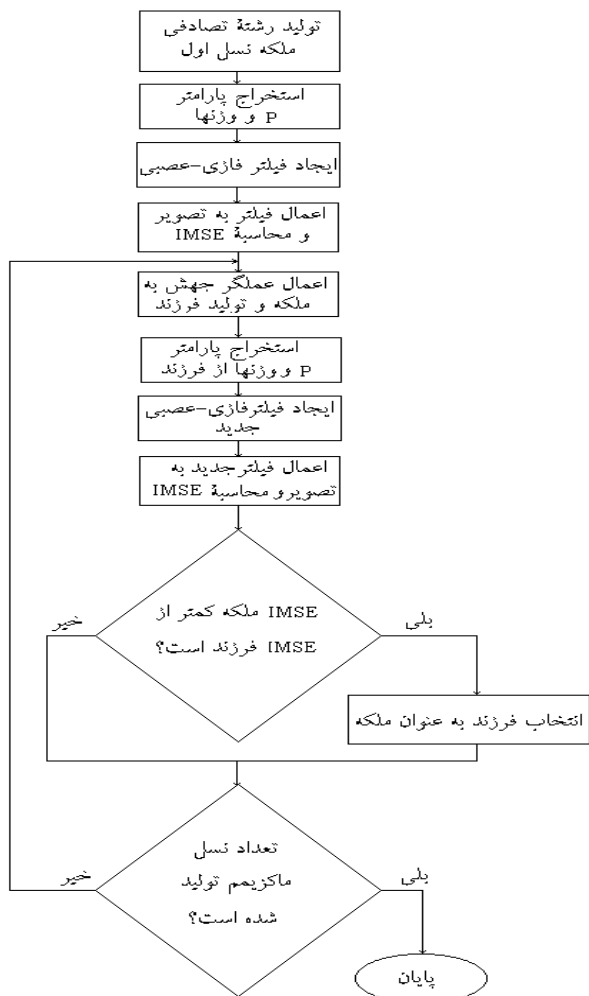 تولید رشتهٔ تصادفی
ملکه نسل اول
استخراج پارامتر
P و وزنها
ایجاد فیلتر فازی-عصبی
اعمال فیلتر به تصویر
و محاسبهٔ IMSE
اعمال عملگر جهش به
ملکه و تولید فرزند
استخراج پارامتر
P و وزنها از فرزند
ایجاد فیلترفازی-عصبی
جدید
اعمال فیلتر جدید به
تصویر و محاسبهٔ IMSE
IMSE ملکه کمتر از
IMSE فرزند است؟
بلی
خیر
انتخاب فرزند به عنوان ملکه
تعداد نسل
ماکزیمم تولید
شده است؟
بلی
خیر
پایان